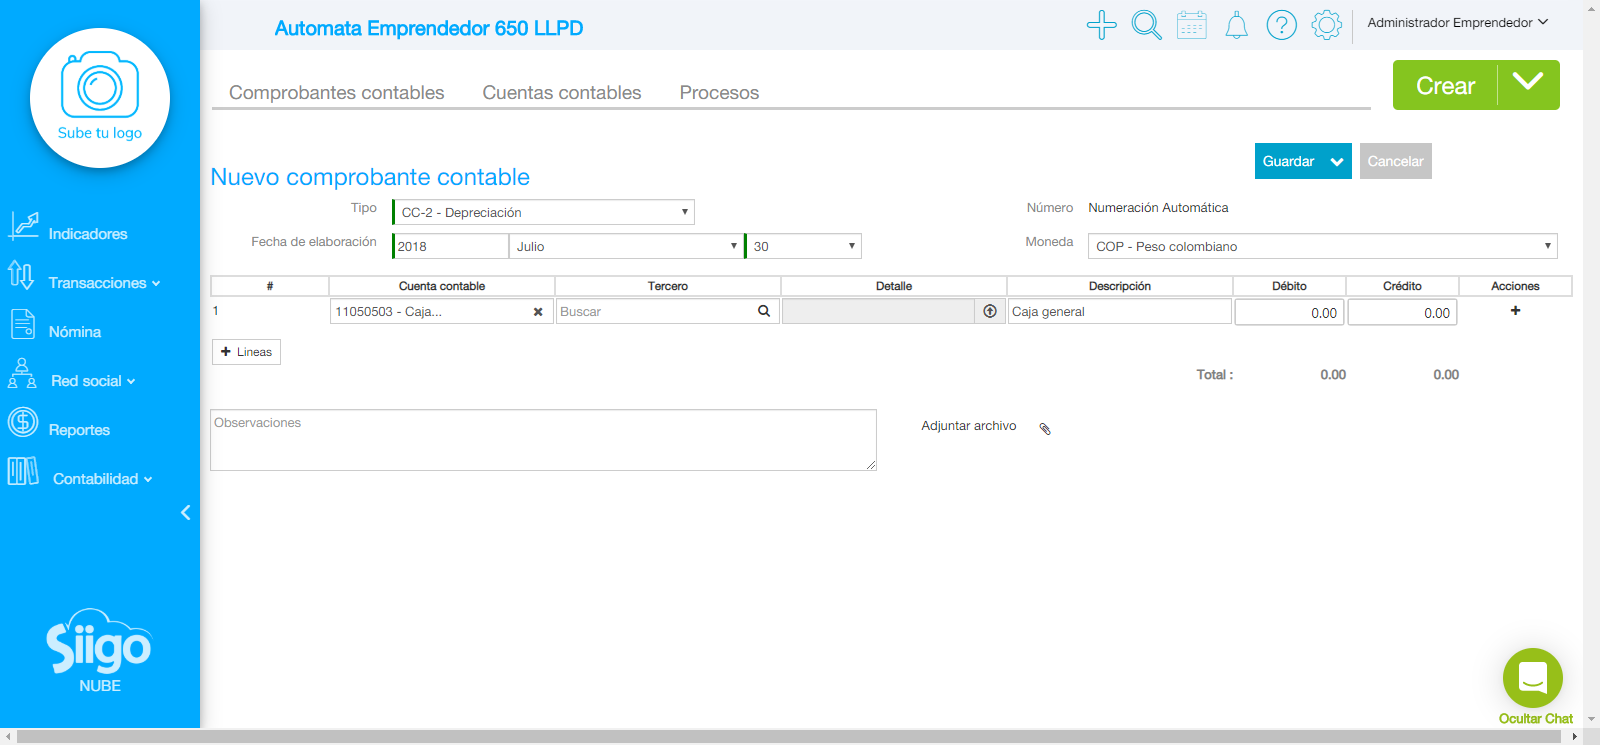 Automata Emprendedor 650 LLPD
Administrador Emprendedor
Sube tu logo
Comprobantes contables Cuentas contables Procesos
Crear
Guardar
Cancelar
Nuevo comprobante contable
Tipo
CC-2 - Depreciación
Número
Numeración Automática
Fecha de elaboración
2018
Julio
30
Moneda
COP - Peso colombiano
# Cuenta contable Tercero Detalle Descripción Débito Crédito Acciones
1 11050503 - Caja... Buscar Caja general 0.00 0.00
Lineas
Total : 0.00 0.00
Observaciones
Adjuntar archivo
Indicadores
Transacciones
Nómina
Red social
Reportes
Contabilidad
Siigo
NUBE
Ocultar Chat